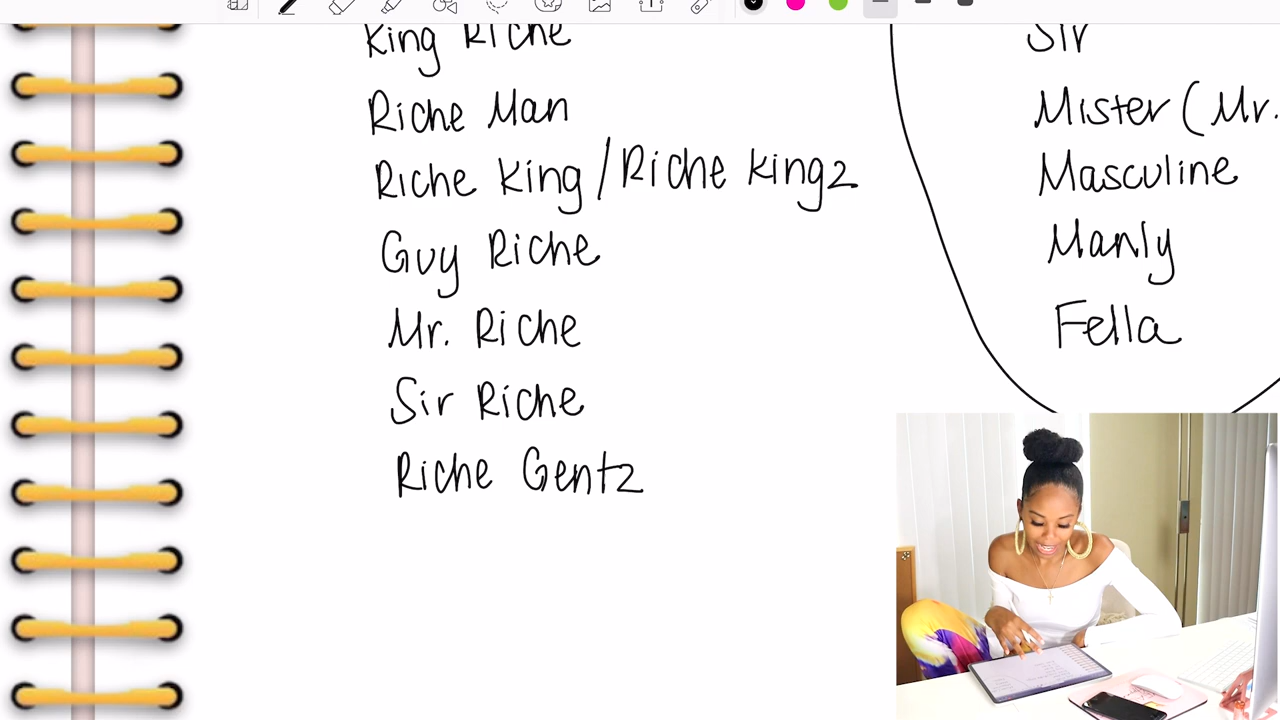 King Riche
Riche Man
Riche King / Riche Kingz
Guy Riche
Mr. Riche
Sir Riche
Riche Gentz
Sir
Mister (Mr.
Masculine
Manly
Fella